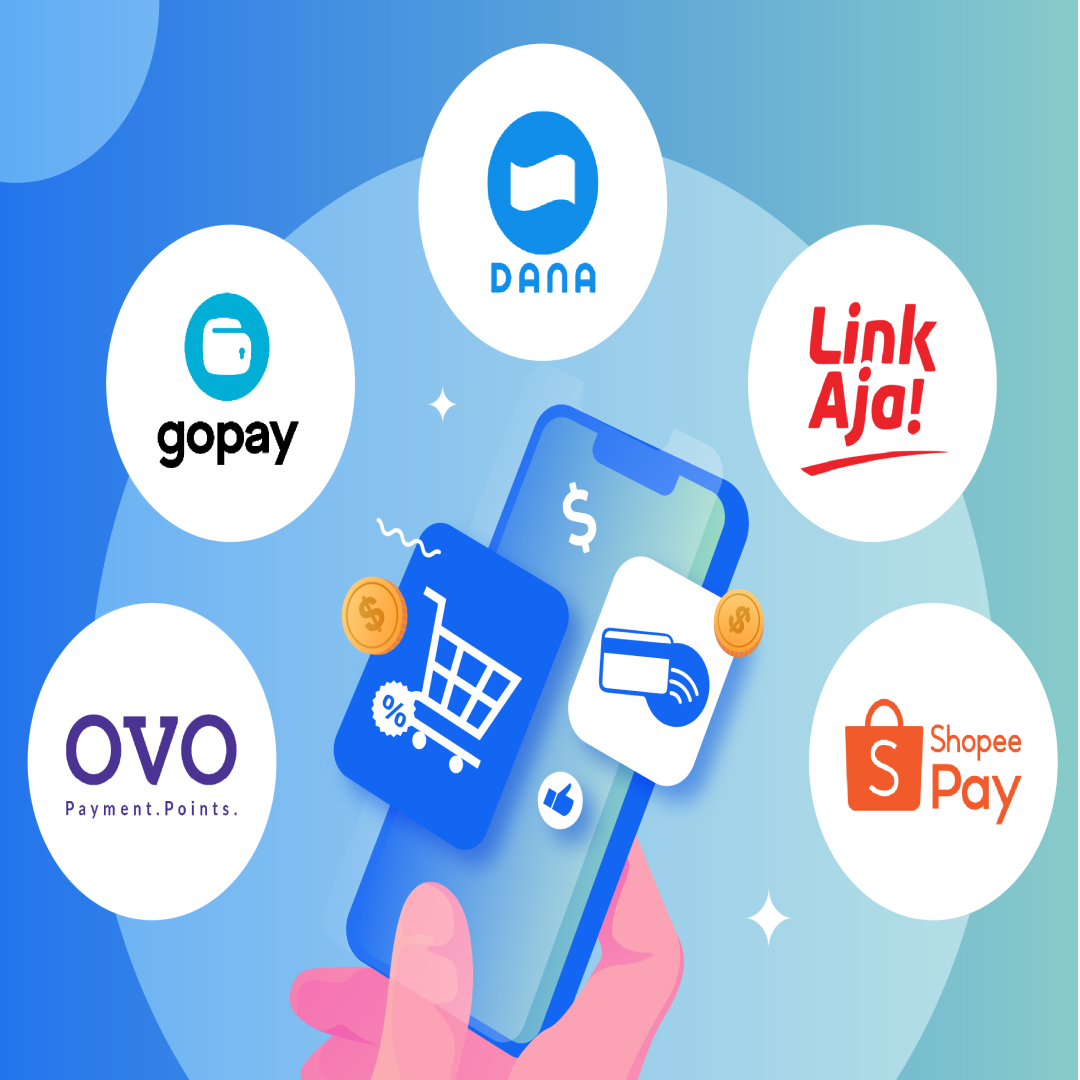 DANA
gopay
Link
Aja!
$
$
$
%
OVO
Payment.Points.
S
Shopee
Pay